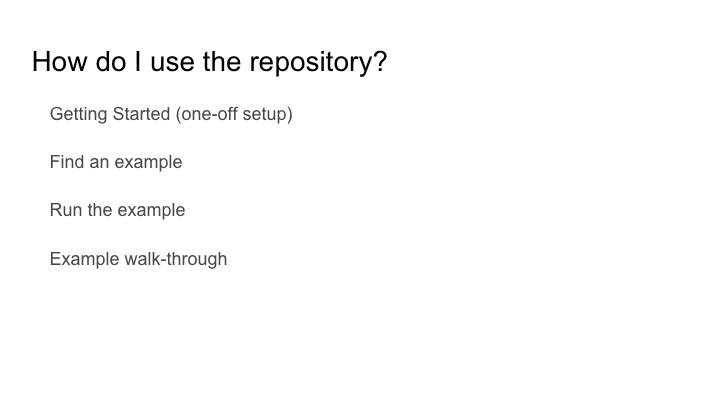 How do I use the repository?
Getting Started (one-off setup)
Find an example
Run the example
Example walk-through